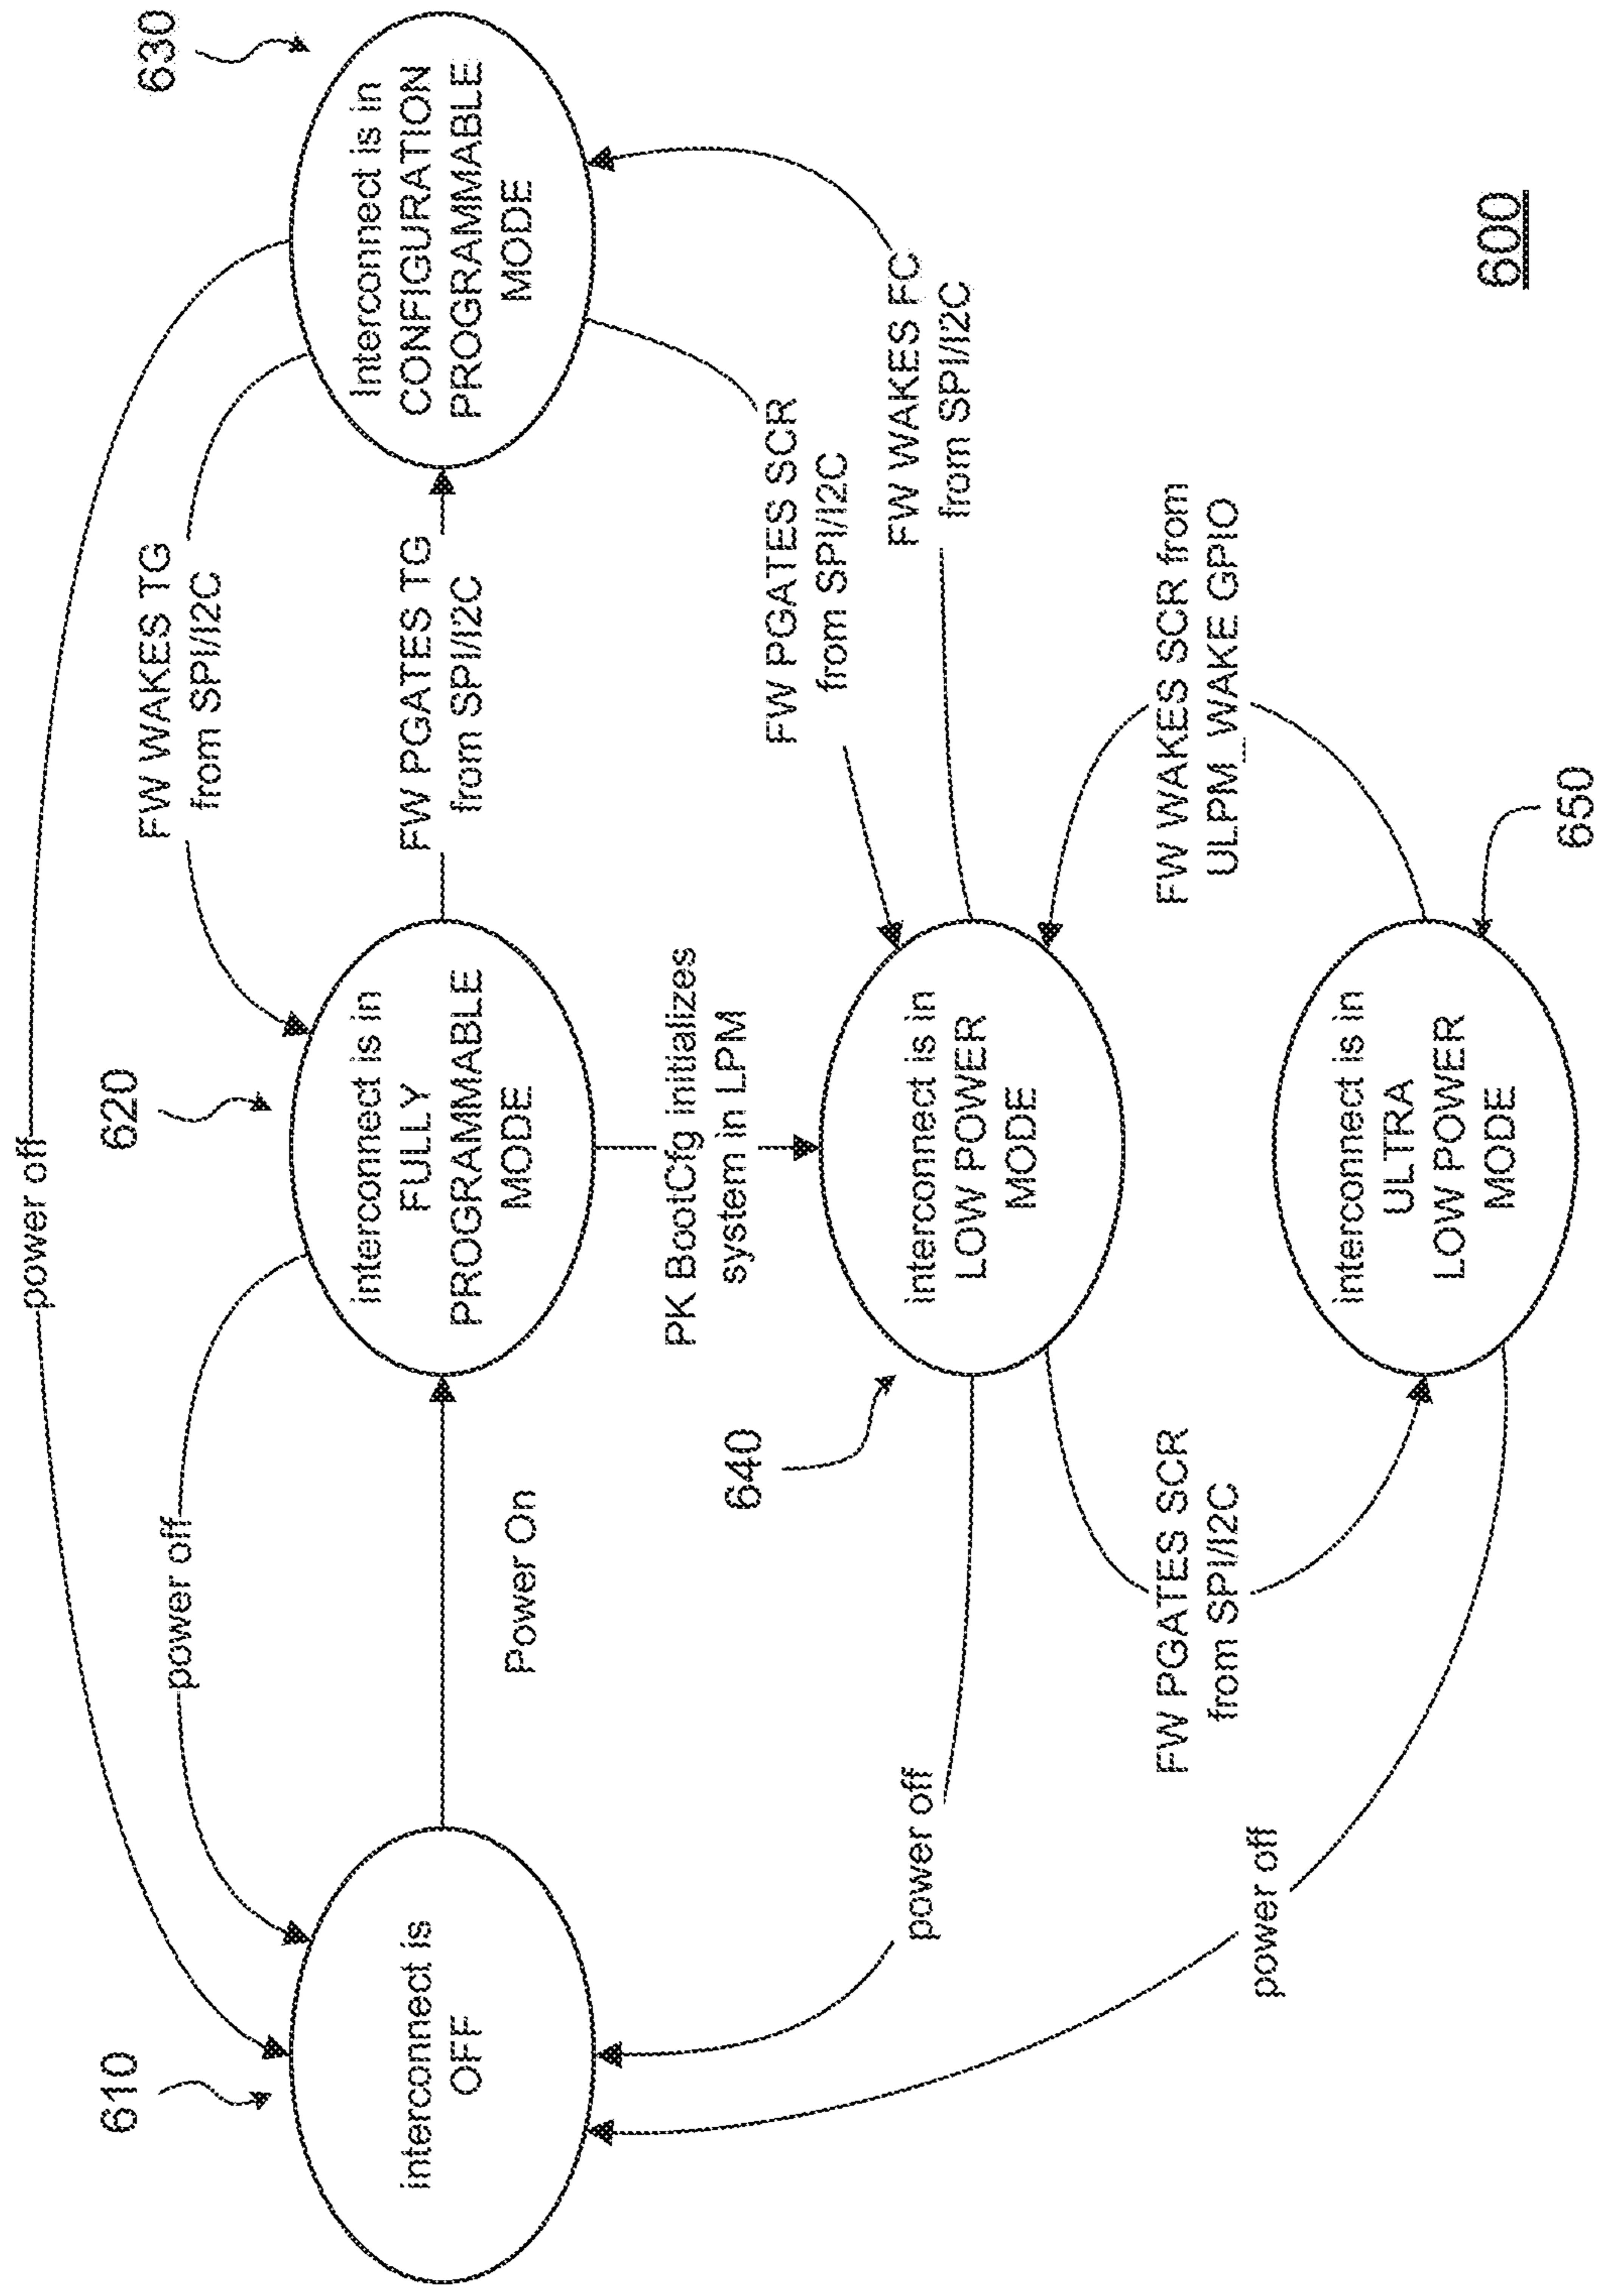 power off
610
620
630
power off
FW WAKES TG
from SPI/I2C
interconnect is
OFF
Power On
interconnect is in
FULLY
PROGRAMMABLE
MODE
FW PGATES TG
from SPI/I2C
Interconnect is in
CONFIGURATION
PROGRAMMABLE
MODE
PK BootCfg initializes
system in LPM
640
FW PGATES SCR
from SPI/I2C
FW WAKES FC
from SPI/I2C
power off
interconnect is in
LOW POWER
MODE
FW PGATES SCR
from SPI/I2C
FW WAKES SCR from
ULPM_WAKE GPIO
power off
interconnect is in
ULTRA
LOW POWER
MODE
650
600